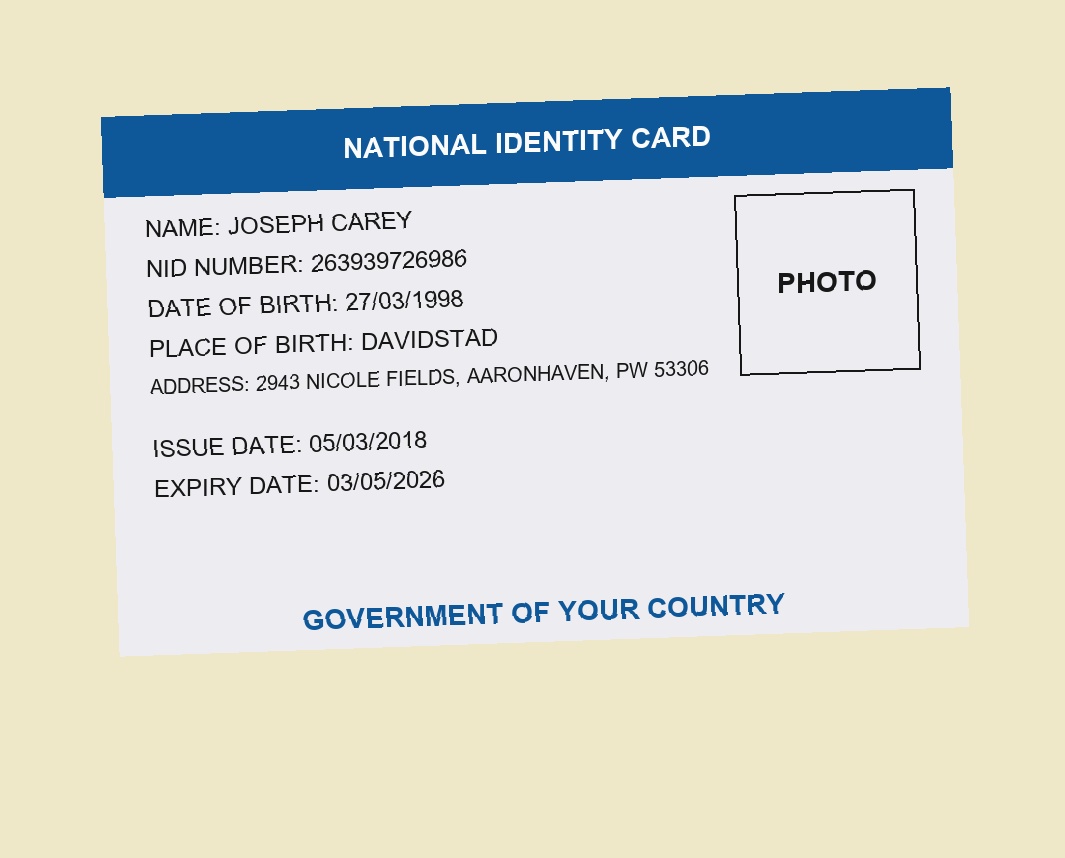 NATIONAL IDENTITY CARD
NAME: JOSEPH CAREY
NID NUMBER: 263939726986
DATE OF BIRTH: 27/03/1998
PLACE OF BIRTH: DAVIDSTAD
ADDRESS: 2943 NICOLE FIELDS, AARONHAVEN, PW 53306
PHOTO
ISSUE DATE: 05/03/2018
EXPIRY DATE: 03/05/2026
GOVERNMENT OF YOUR COUNTRY